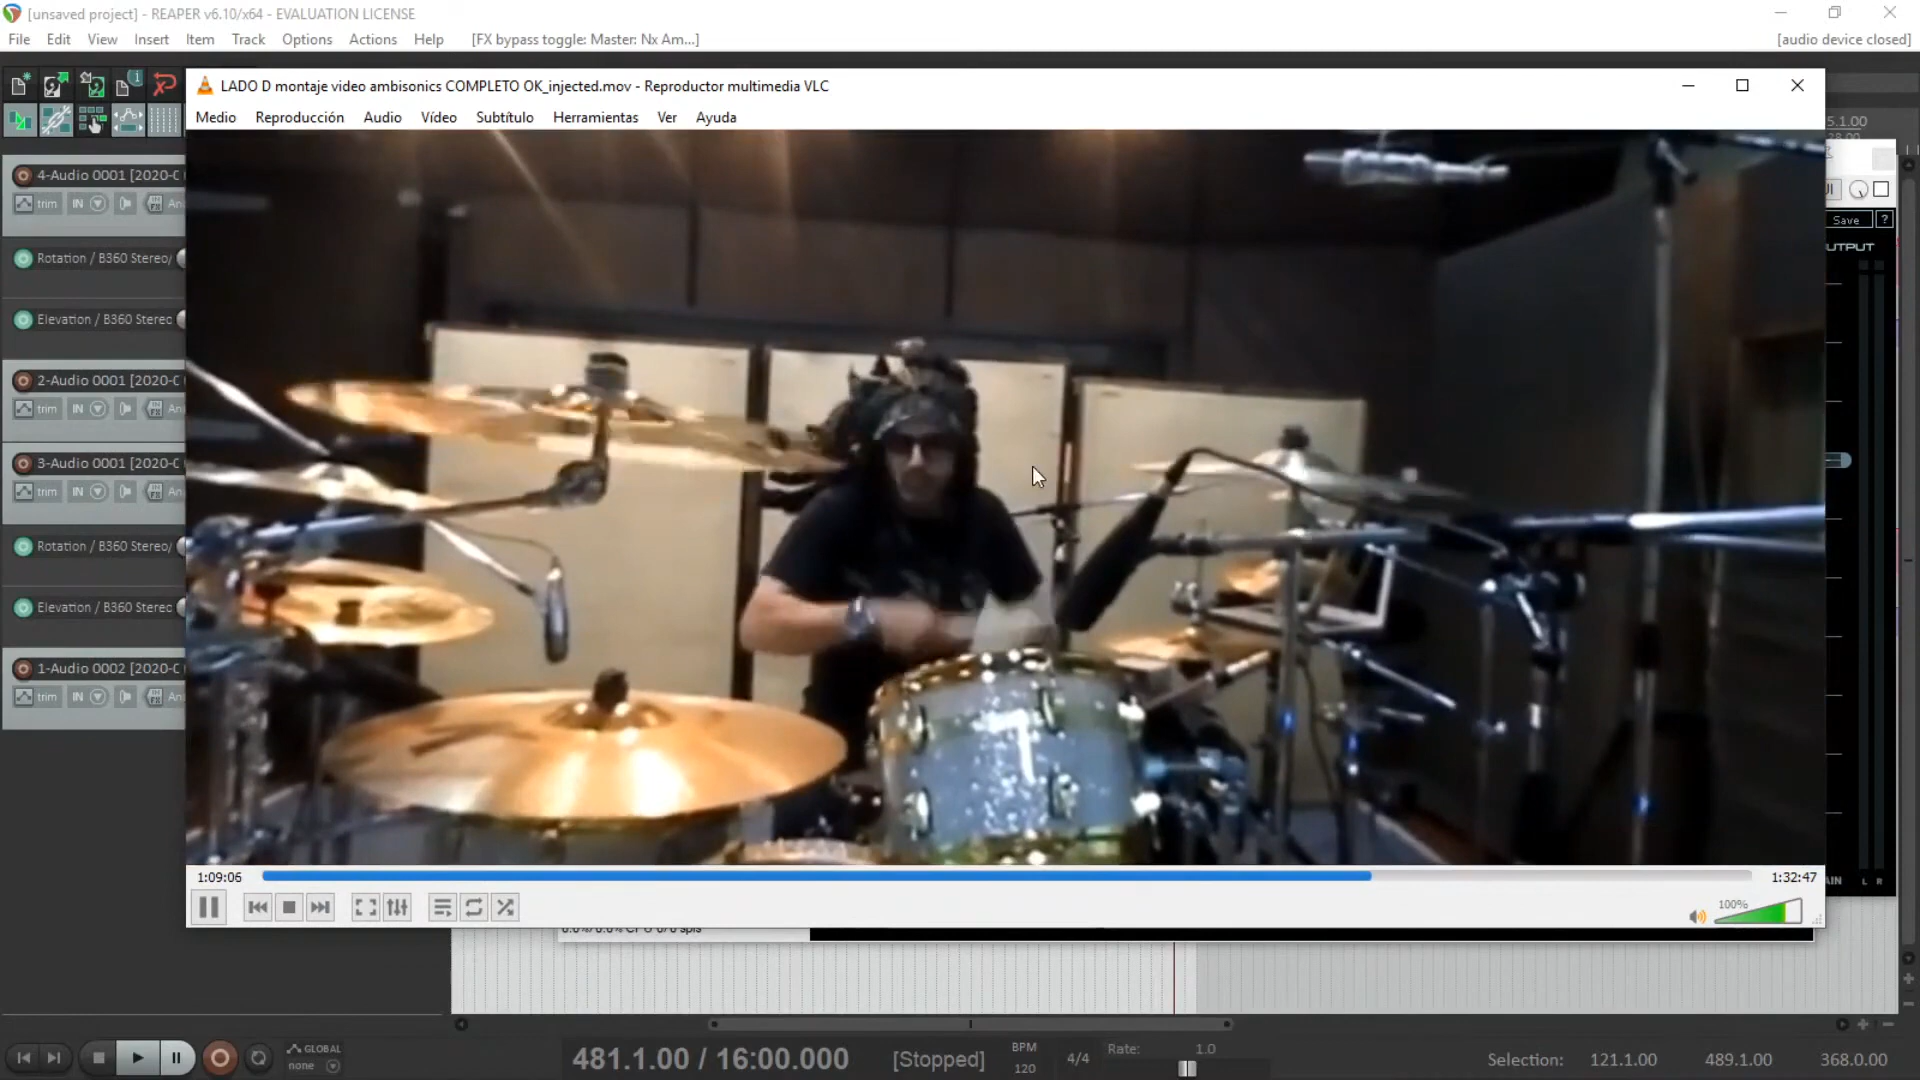 [unsaved project] - REAPER v6.10/x64 - EVALUATION LICENSE
File Edit View Insert Item Track Options Actions Help [FX bypass toggle: Master: Nx Am...] [audio device closed]
LADO D montaje video ambisonics COMPLETO OK_injected.mov - Reproductor multimedia VLC
Medio Reproducción Audio Vídeo Subtítulo Herramientas Ver Ayuda
5.1.00
4-Audio 0001 [2020-
trim IN
Save ?
UTPUT
Rotation / B360 Stereo/
Elevation / B360 Stereo
2-Audio 0001 [2020-
trim IN
3-Audio 0001 [2020-
trim IN
Rotation / B360 Stereo/
Elevation / B360 Stereo
1-Audio 0002 [2020-
trim IN
1:09:06 1:32:47
AIN L R
100%
GLOBAL
none
481.1.00 / 16:00.000 [Stopped]
BPM
120
4/4
Rate: 1.0
Selection: 121.1.00 489.1.00 368.0.00